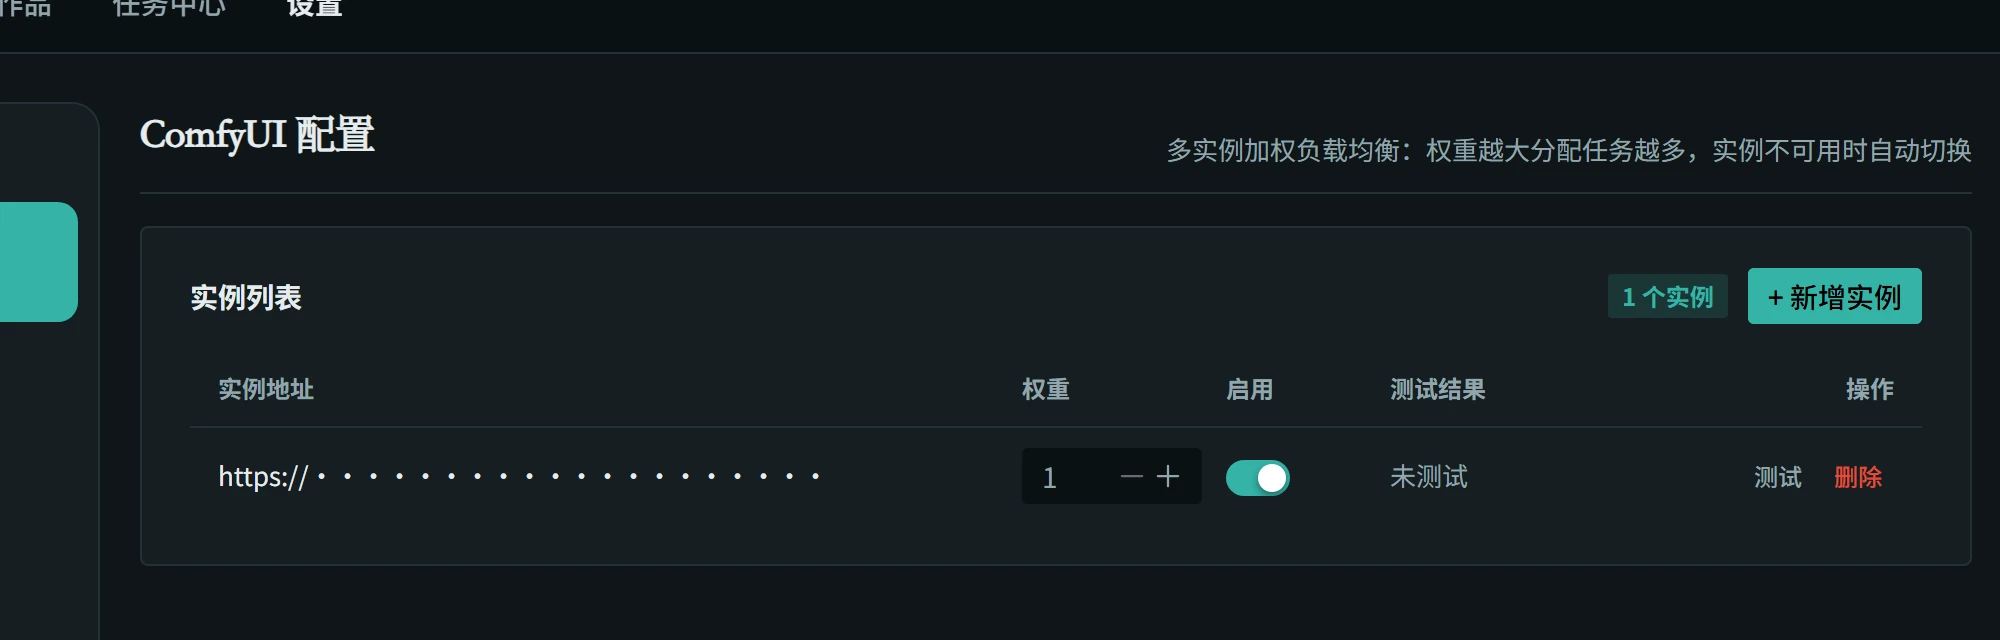 作品 任务中心 设置
ComfyUI 配置
多实例加权负载均衡：权重越大分配任务越多，实例不可用时自动切换
实例列表
1 个实例
+ 新增实例
实例地址 权重 启用 测试结果 操作
https://････････････････････ 1 — + 未测试 测试 删除